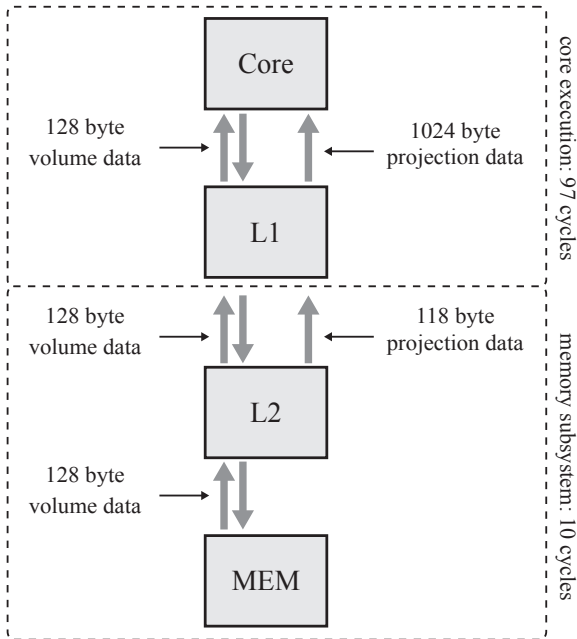 Core
128 byte
volume data
1024 byte
projection data
L1
core execution: 97 cycles
128 byte
volume data
118 byte
projection data
L2
128 byte
volume data
MEM
memory subsystem: 10 cycles